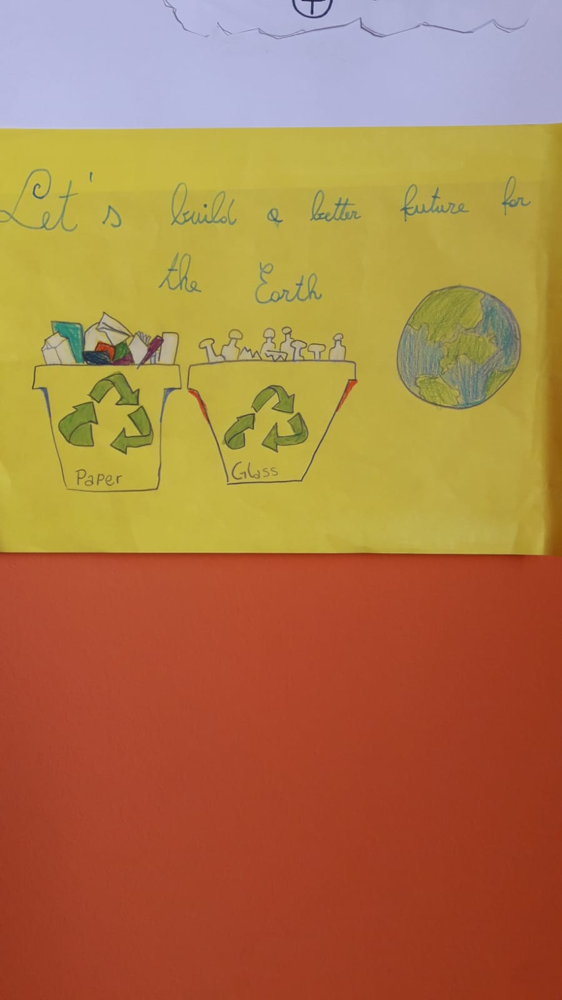 Let's build a better future for
the Earth
Paper
Glass